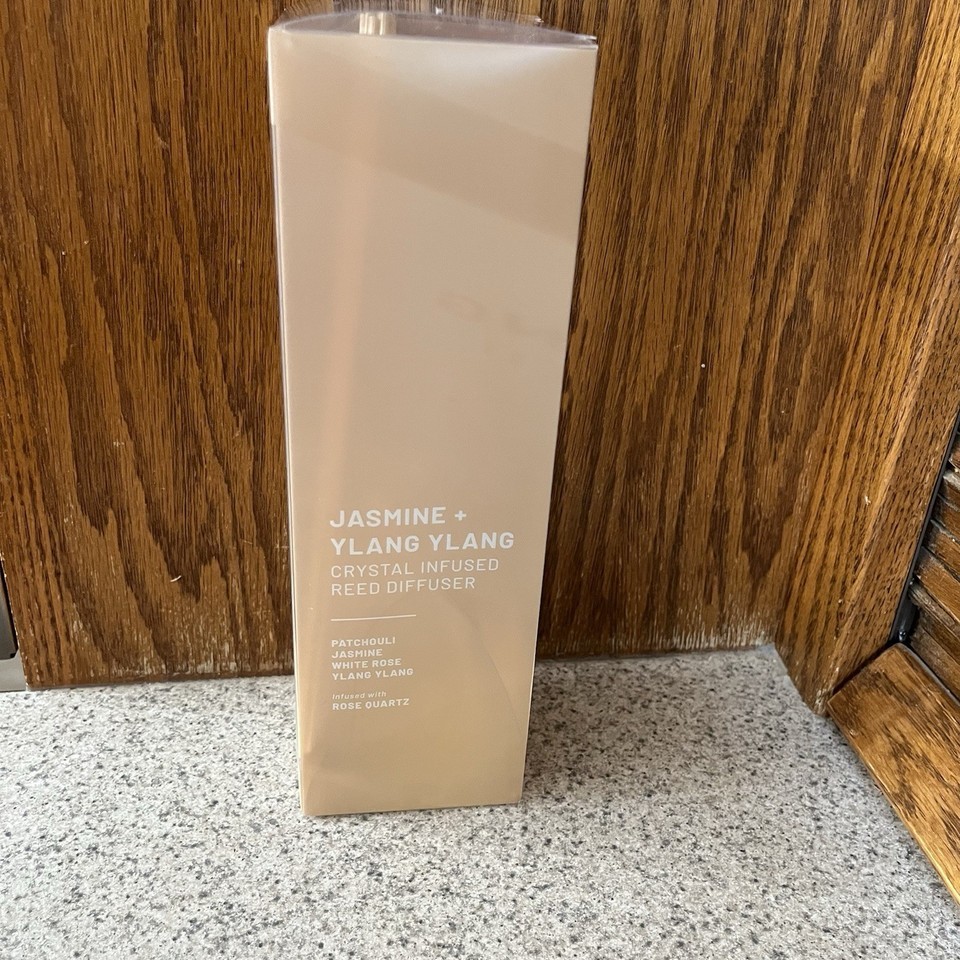 JASMINE +
YLANG YLANG
CRYSTAL INFUSED
REED DIFFUSER
PATCHOULI
JASMINE
WHITE ROSE
YLANG YLANG
Infused with
ROSE QUARTZ